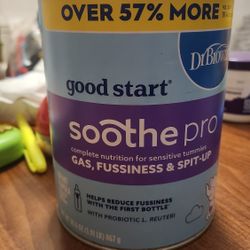 OVER 57% MORE
Dr.Brown's
good start®
soothe pro
complete nutrition for sensitive tummies
GAS, FUSSINESS & SPIT-UP
HELPS REDUCE FUSSINESS
WITH THE FIRST BOTTLE
WITH PROBIOTIC L. REUTERI